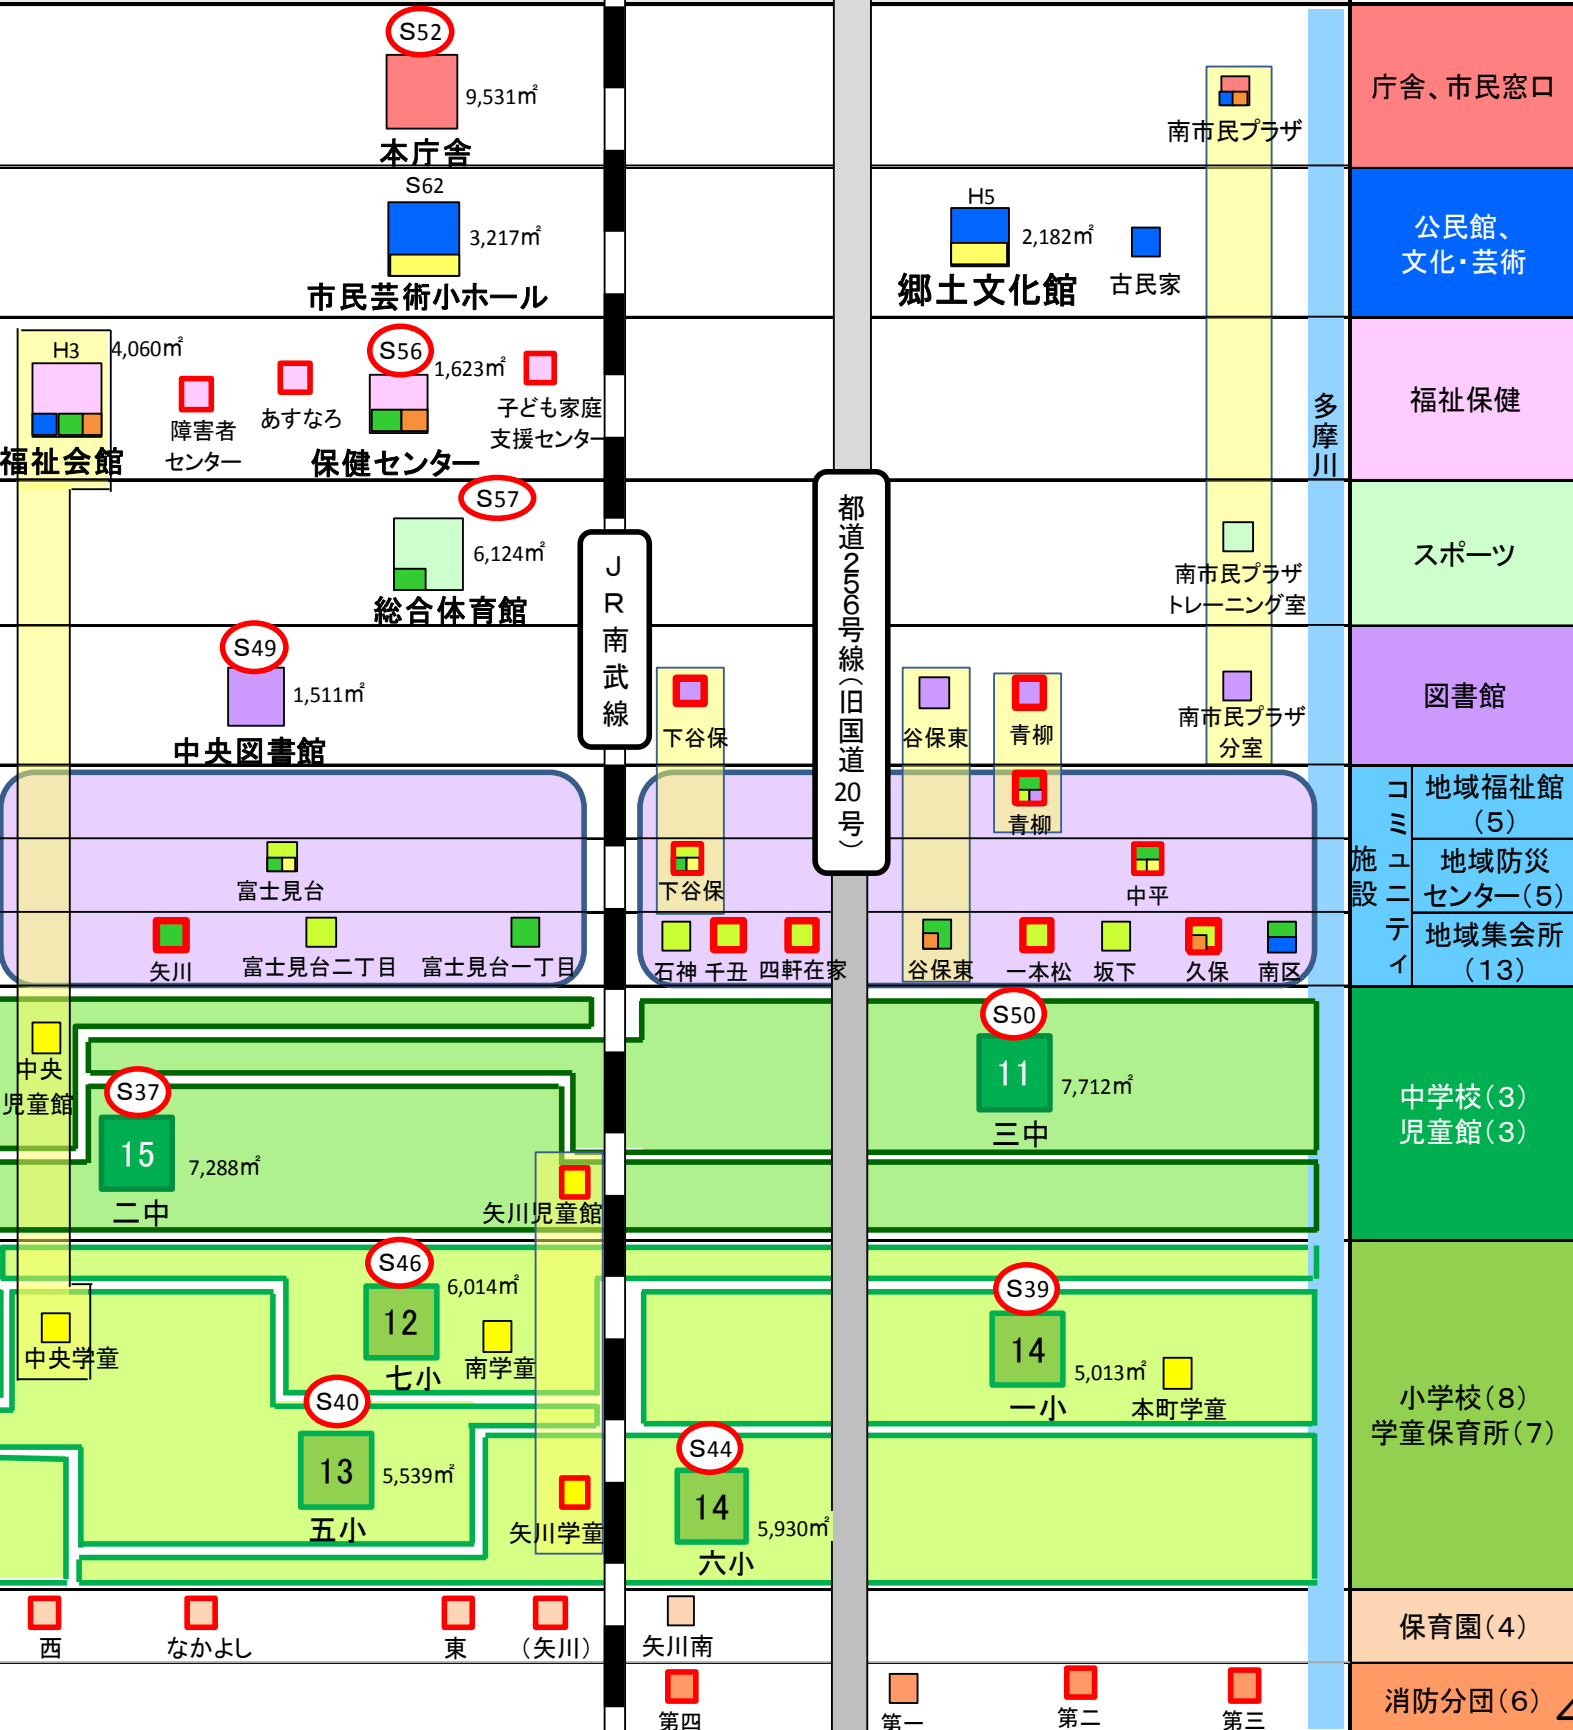 S52
9,531㎡
本庁舎
南市民プラザ
庁舎、市民窓口
S62
3,217㎡
市民芸術小ホール
H5
2,182㎡
郷土文化館
古民家
公民館、
文化・芸術
H3
4,060㎡
福祉会館
障害者
センター
あすなろ
S56
1,623㎡
保健センター
子ども家庭
支援センター
多摩川
福祉保健
S57
6,124㎡
総合体育館
JR南武線
都道256号線(旧国道20号)
南市民プラザ
トレーニング室
スポーツ
S49
1,511㎡
中央図書館
下谷保
谷保東
青柳
南市民プラザ
分室
図書館
コミュニティ
施設
青柳
地域福祉館
(5)
富士見台
下谷保
中平
地域防災
センター(5)
矢川
富士見台二丁目
富士見台一丁目
石神
千丑
四軒在家
谷保東
一本松
坂下
久保
南区
地域集会所
(13)
中央
児童館
S37
15
7,288㎡
二中
矢川児童館
S50
11
7,712㎡
三中
中学校(3)
児童館(3)
中央学童
S46
12
6,014㎡
七小
南学童
S40
13
5,539㎡
五小
矢川学童
S44
14
5,930㎡
六小
S39
14
5,013㎡
一小
本町学童
小学校(8)
学童保育所(7)
西
なかよし
東
(矢川)
矢川南
保育園(4)
第四
第一
第二
第三
消防分団(6)